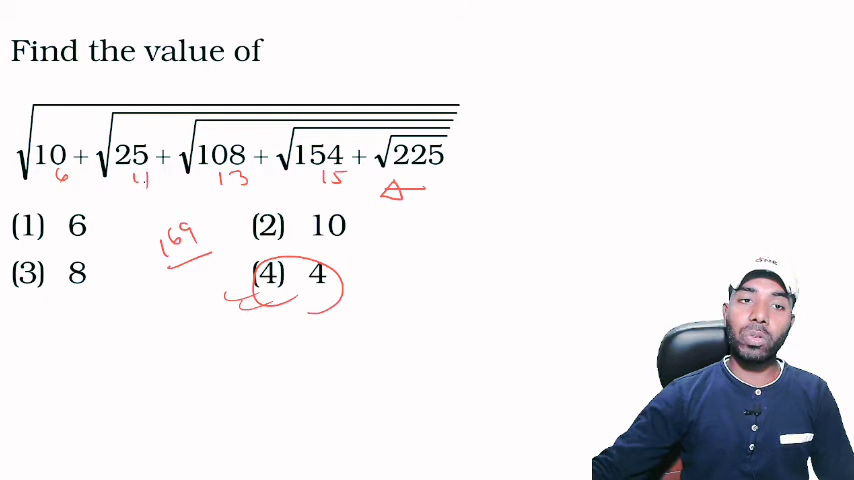 Find the value of
√10 + √25 + √108 + √154 + √225
6 4 13 15
(1) 6 (2) 10
169
(3) 8 (4) 4